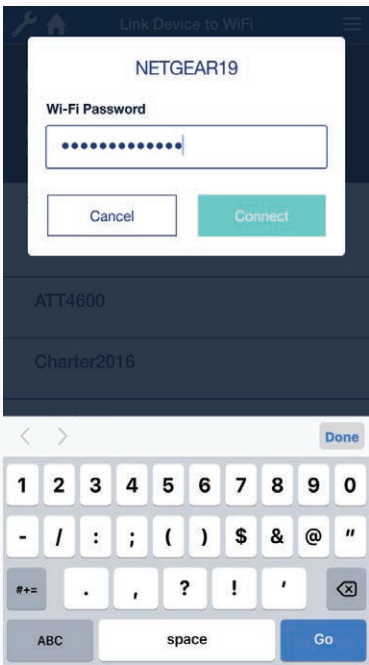 Link Device to WiFi
NETGEAR19
Wi-Fi Password
•••••••••••••
Cancel Connect
ATT4600
Charter2016
Done
1 2 3 4 5 6 7 8 9 0
- / : ; ( ) $ & @ "
#+= . , ? ! '
ABC space Go